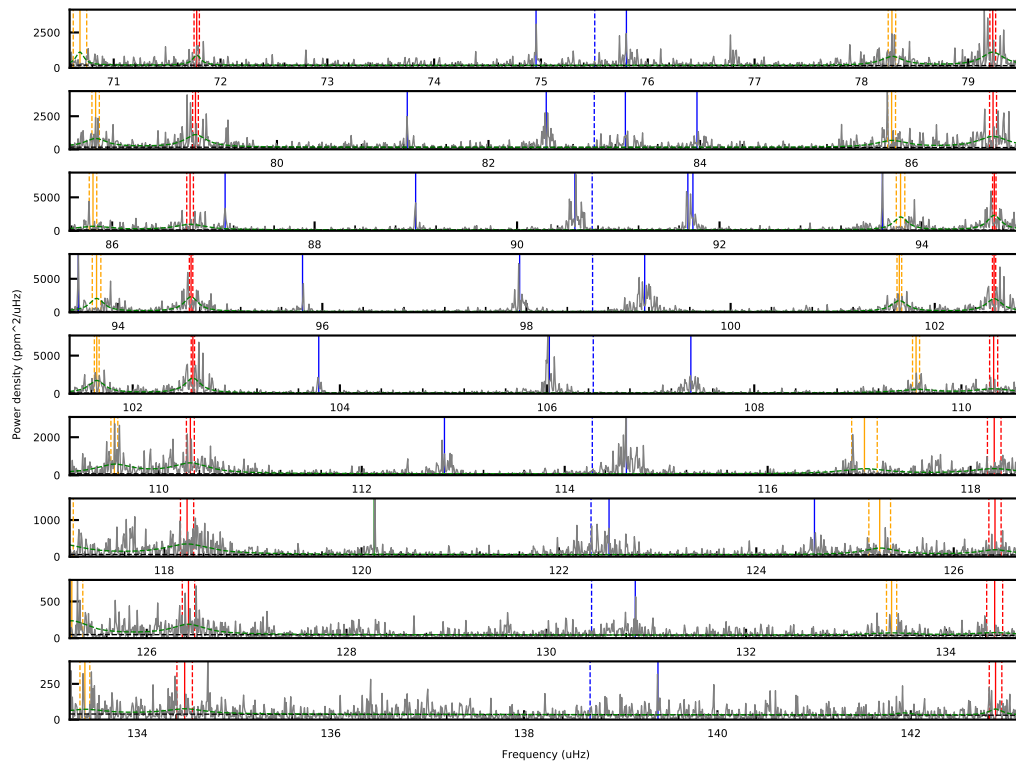 2500
0
71 72 73 74 75 76 77 78 79
2500
0
80 82 84 86
5000
0
86 88 90 92 94
5000
0
94 96 98 100 102
5000
0
102 104 106 108 110
2000
0
110 112 114 116 118
1000
0
118 120 122 124 126
500
0
126 128 130 132 134
250
0
134 136 138 140 142
Power density (ppm^2/uHz)
Frequency (uHz)